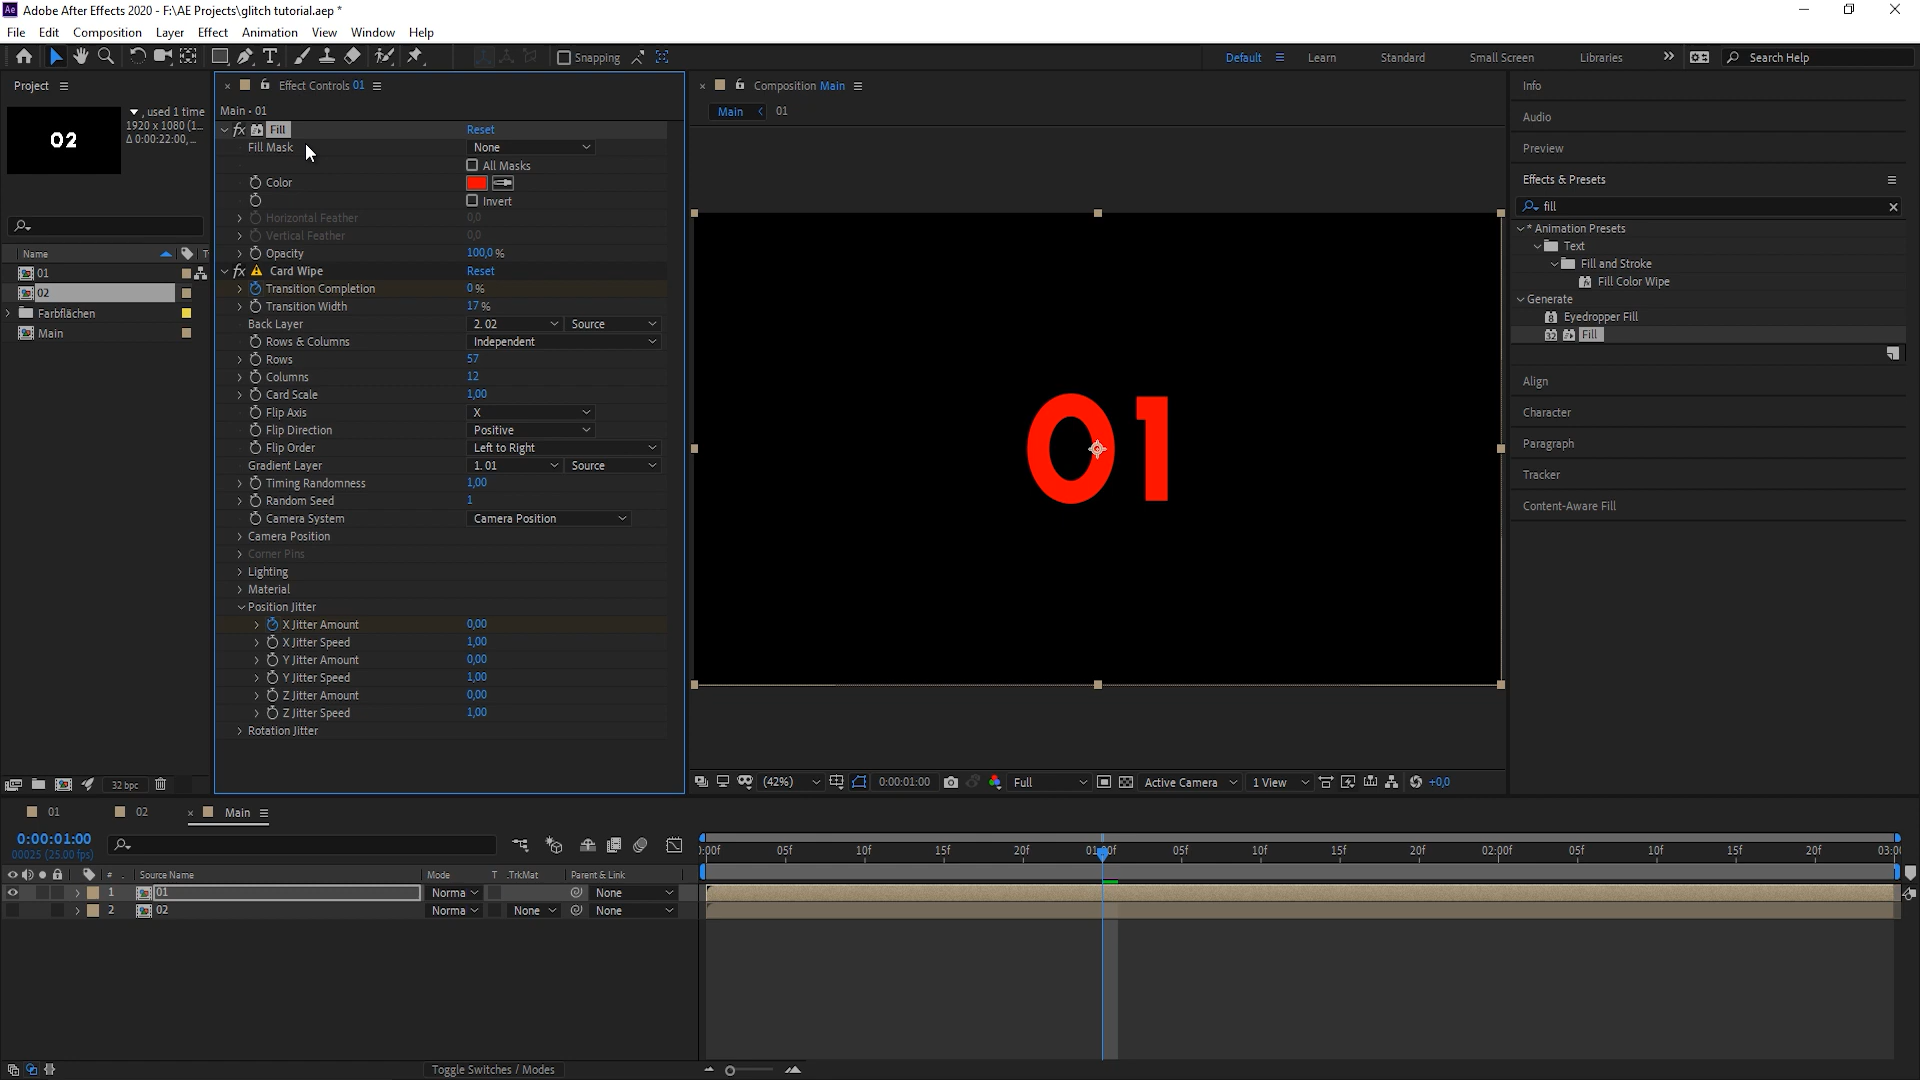 Adobe After Effects 2020 - F:\AE Projects\glitch tutorial.aep *
File Edit Composition Layer Effect Animation View Window Help
Snapping Default Learn Standard Small Screen Libraries Search Help
Project
02
, used 1 time
1920 x 1080 (1...
Δ 0:00:22:00,...
Name
01
02
Farbflächen
Main
32 bpc
Effect Controls 01
Main • 01
fx Fill Reset
Fill Mask None
All Masks
Color
Invert
Horizontal Feather 0,0
Vertical Feather 0,0
Opacity 100,0 %
fx Card Wipe Reset
Transition Completion 0 %
Transition Width 17 %
Back Layer 2. 02 Source
Rows & Columns Independent
Rows 57
Columns 12
Card Scale 1,00
Flip Axis X
Flip Direction Positive
Flip Order Left to Right
Gradient Layer 1. 01 Source
Timing Randomness 1,00
Random Seed 1
Camera System Camera Position
Camera Position
Corner Pins
Lighting
Material
Position Jitter
X Jitter Amount 0,00
X Jitter Speed 1,00
Y Jitter Amount 0,00
Y Jitter Speed 1,00
Z Jitter Amount 0,00
Z Jitter Speed 1,00
Rotation Jitter
Composition Main
Main 01
01
(42%) 0:00:01:00 Full Active Camera 1 View +0,0
Info
Audio
Preview
Effects & Presets
fill
* Animation Presets
Text
Fill and Stroke
Fill Color Wipe
Generate
Eyedropper Fill
Fill
Align
Character
Paragraph
Tracker
Content-Aware Fill
01 02 Main
0:00:01:00
00025 (25.00 fps)
# Source Name Mode T .TrkMat Parent & Link
1 01 Norma None
2 02 Norma None None
:00f 05f 10f 15f 20f 05f 10f 15f 20f 02:00f 05f 10f 15f 20f
Toggle Switches / Modes